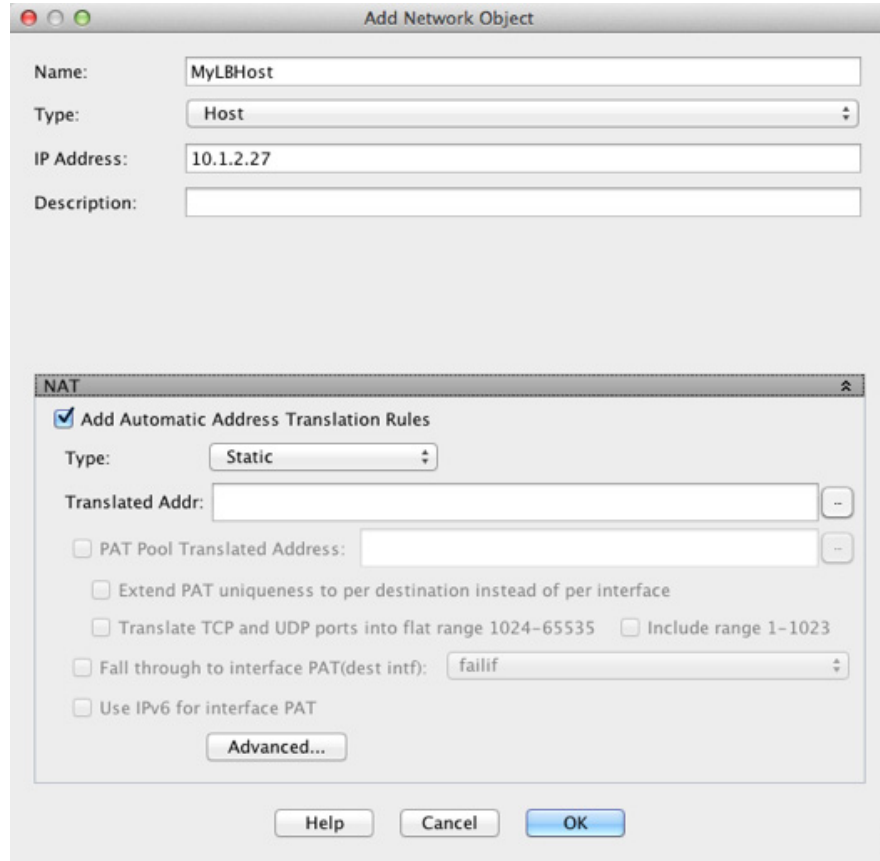 Add Network Object
Name: MyLBHost
Type: Host
IP Address: 10.1.2.27
Description:
NAT
Add Automatic Address Translation Rules
Type: Static
Translated Addr:
PAT Pool Translated Address:
Extend PAT uniqueness to per destination instead of per interface
Translate TCP and UDP ports into flat range 1024-65535 Include range 1-1023
Fall through to interface PAT(dest intf): failif
Use IPv6 for interface PAT
Advanced...
Help Cancel OK